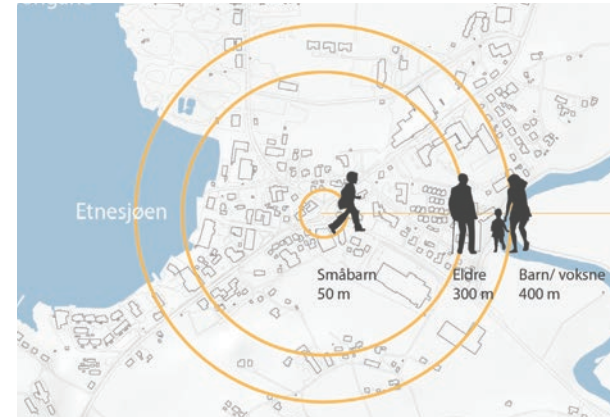 Etnesjøen
Småbarn
50 m
Eldre
300 m
Barn/ voksne
400 m